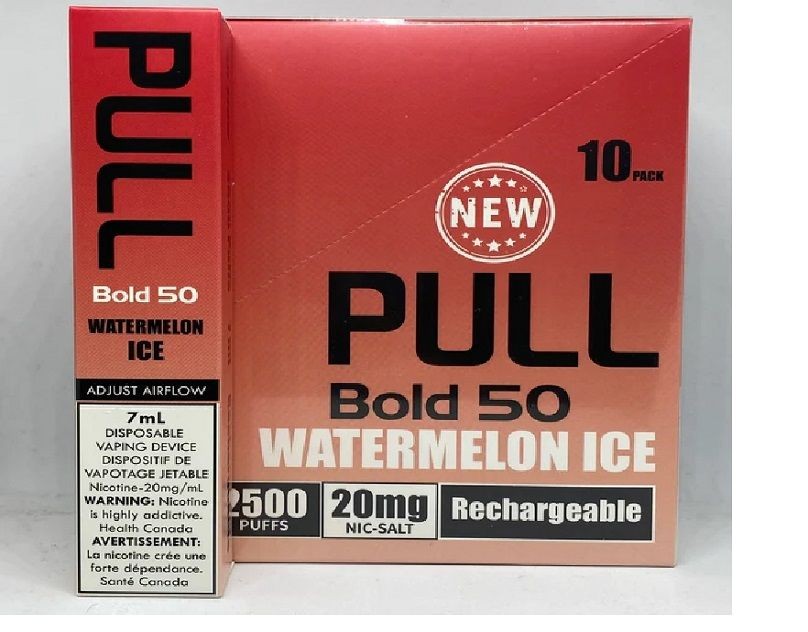 PULL
Bold 50
WATERMELON
ICE
ADJUST AIRFLOW
7mL
DISPOSABLE
VAPING DEVICE
DISPOSITIF DE
VAPOTAGE JETABLE
Nicotine-20mg/mL
WARNING: Nicotine
is highly addictive.
Health Canada
AVERTISSEMENT:
La nicotine crée une
forte dépendance.
Santé Canada
10 PACK
NEW
PULL
Bold 50
WATERMELON ICE
2500
PUFFS
20mg
NIC-SALT
Rechargeable